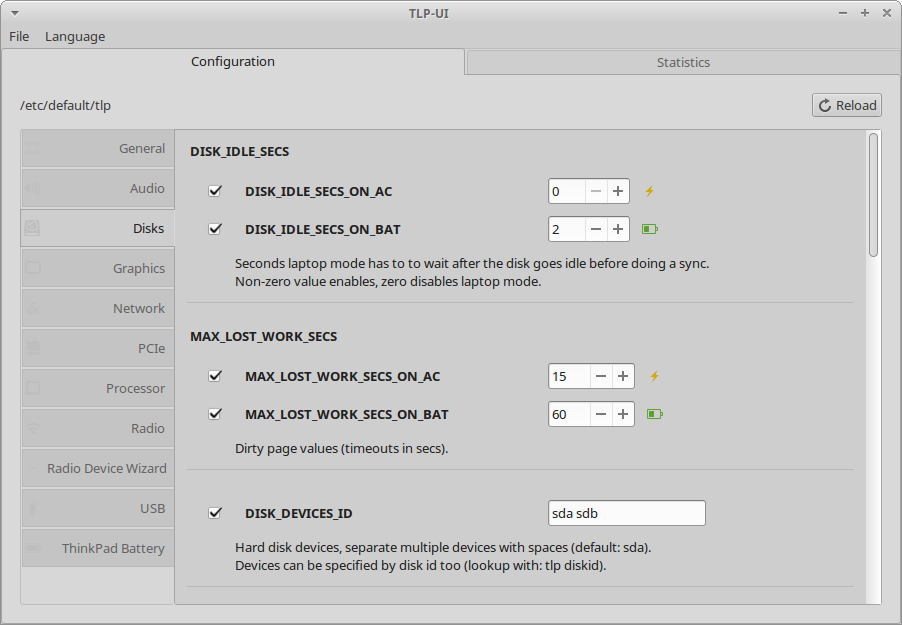 TLP-UI
File Language
Configuration Statistics
/etc/default/tlp Reload
General
Audio
Disks
Graphics
Network
PCIe
Processor
Radio
Radio Device Wizard
USB
ThinkPad Battery
DISK_IDLE_SECS
DISK_IDLE_SECS_ON_AC 0
DISK_IDLE_SECS_ON_BAT 2
Seconds laptop mode has to to wait after the disk goes idle before doing a sync.
Non-zero value enables, zero disables laptop mode.
MAX_LOST_WORK_SECS
MAX_LOST_WORK_SECS_ON_AC 15
MAX_LOST_WORK_SECS_ON_BAT 60
Dirty page values (timeouts in secs).
DISK_DEVICES_ID sda sdb
Hard disk devices, separate multiple devices with spaces (default: sda).
Devices can be specified by disk id too (lookup with: tlp diskid).